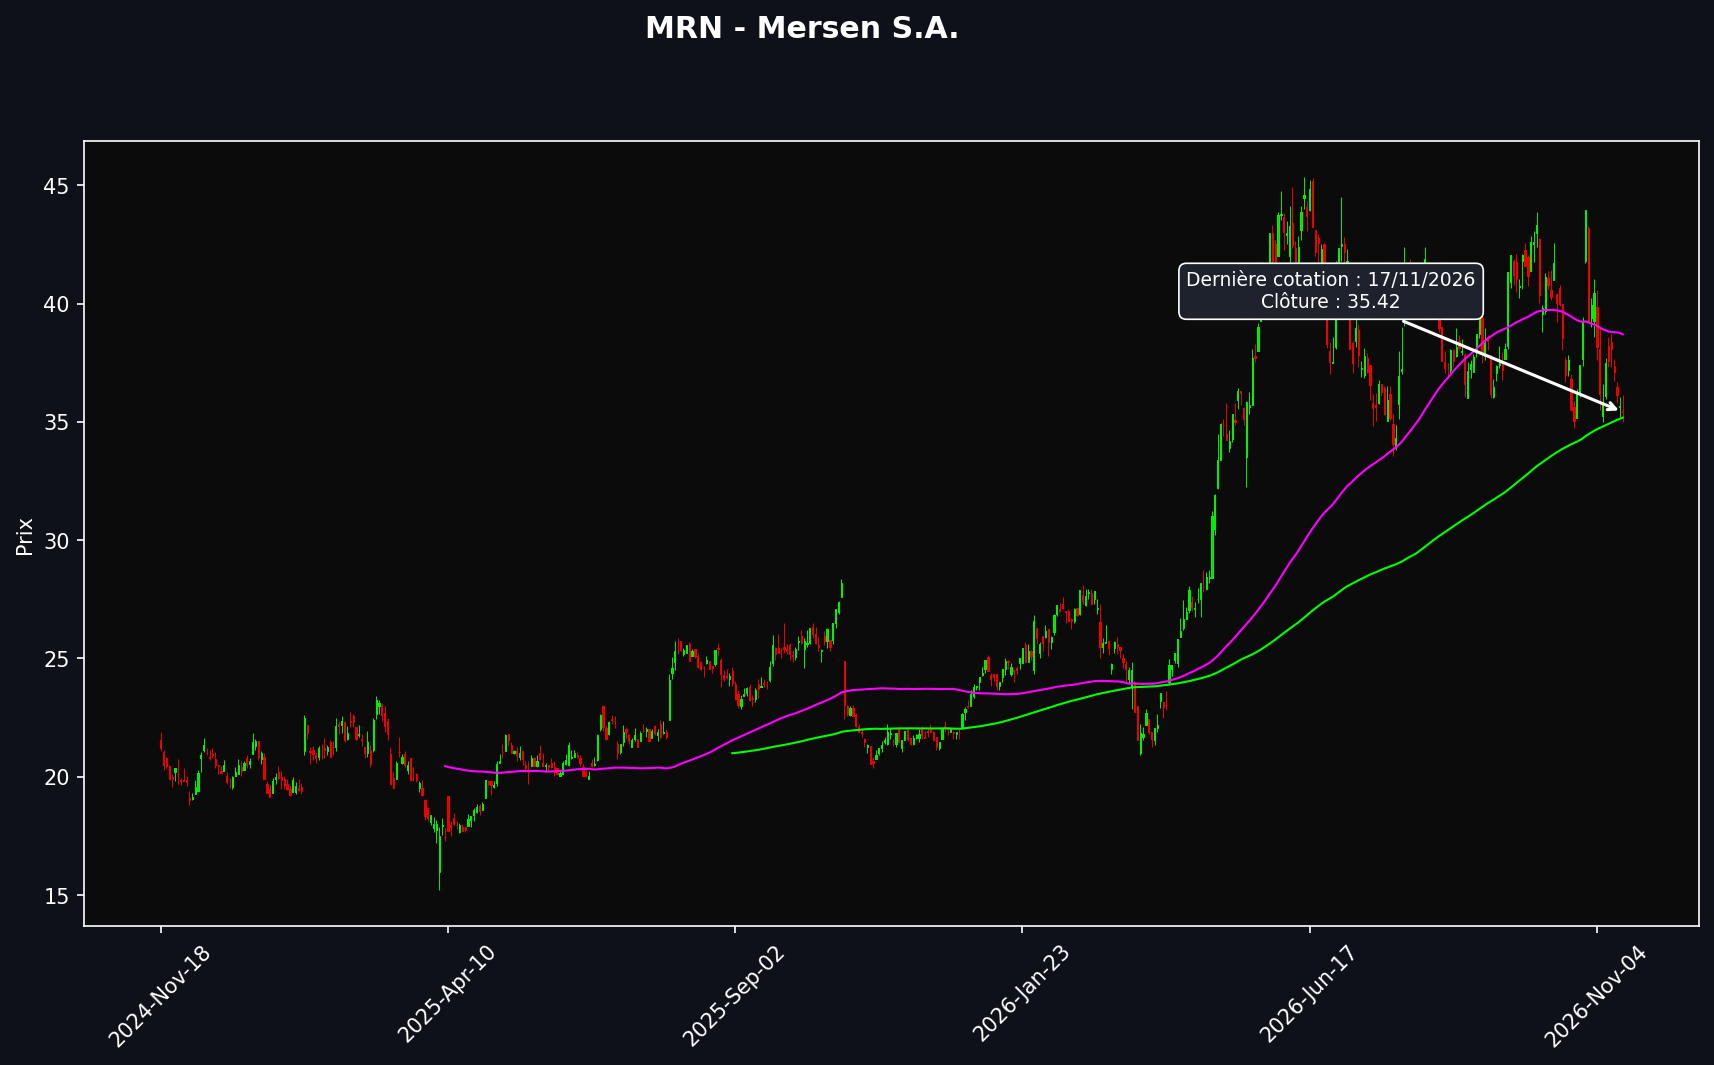 MRN - Mersen S.A.
45
40
35
30
25
20
15
Prix
Dernière cotation : 17/11/2026
Clôture : 35.42
2024-Nov-18
2025-Apr-10
2025-Sep-02
2026-Jan-23
2026-Jun-17
2026-Nov-04